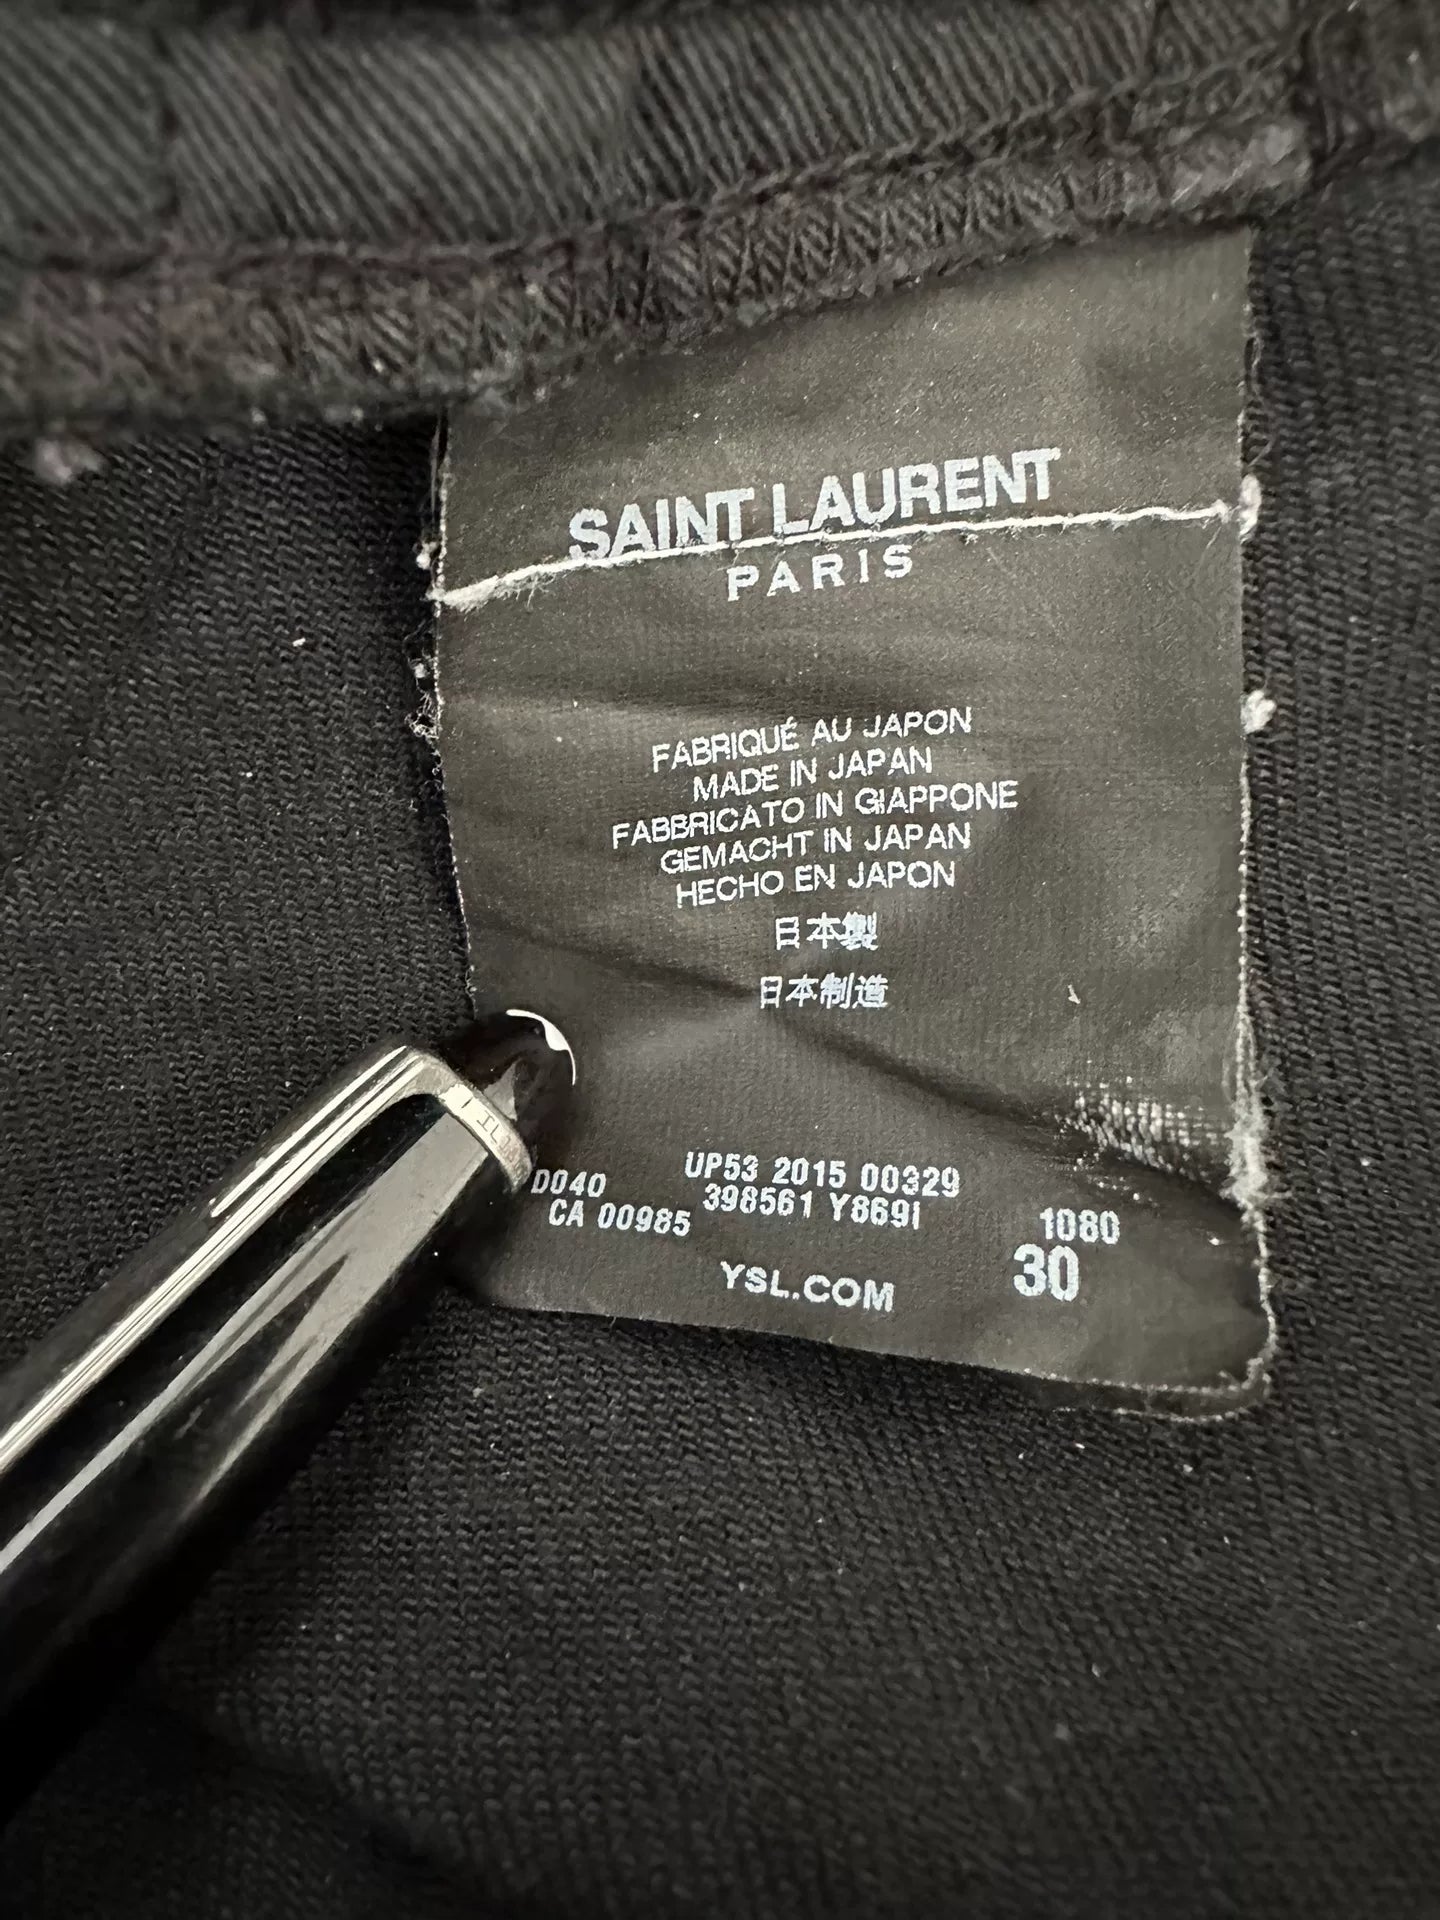 SAINT LAURENT
PARIS
FABRIQUÉ AU JAPON
MADE IN JAPAN
FABBRICATO IN GIAPPONE
GEMACHT IN JAPAN
HECHO EN JAPON
日本製
日本制造
UP53 2015 00329
D040 398561 Y869I 1080
CA 00985 30
YSL.COM